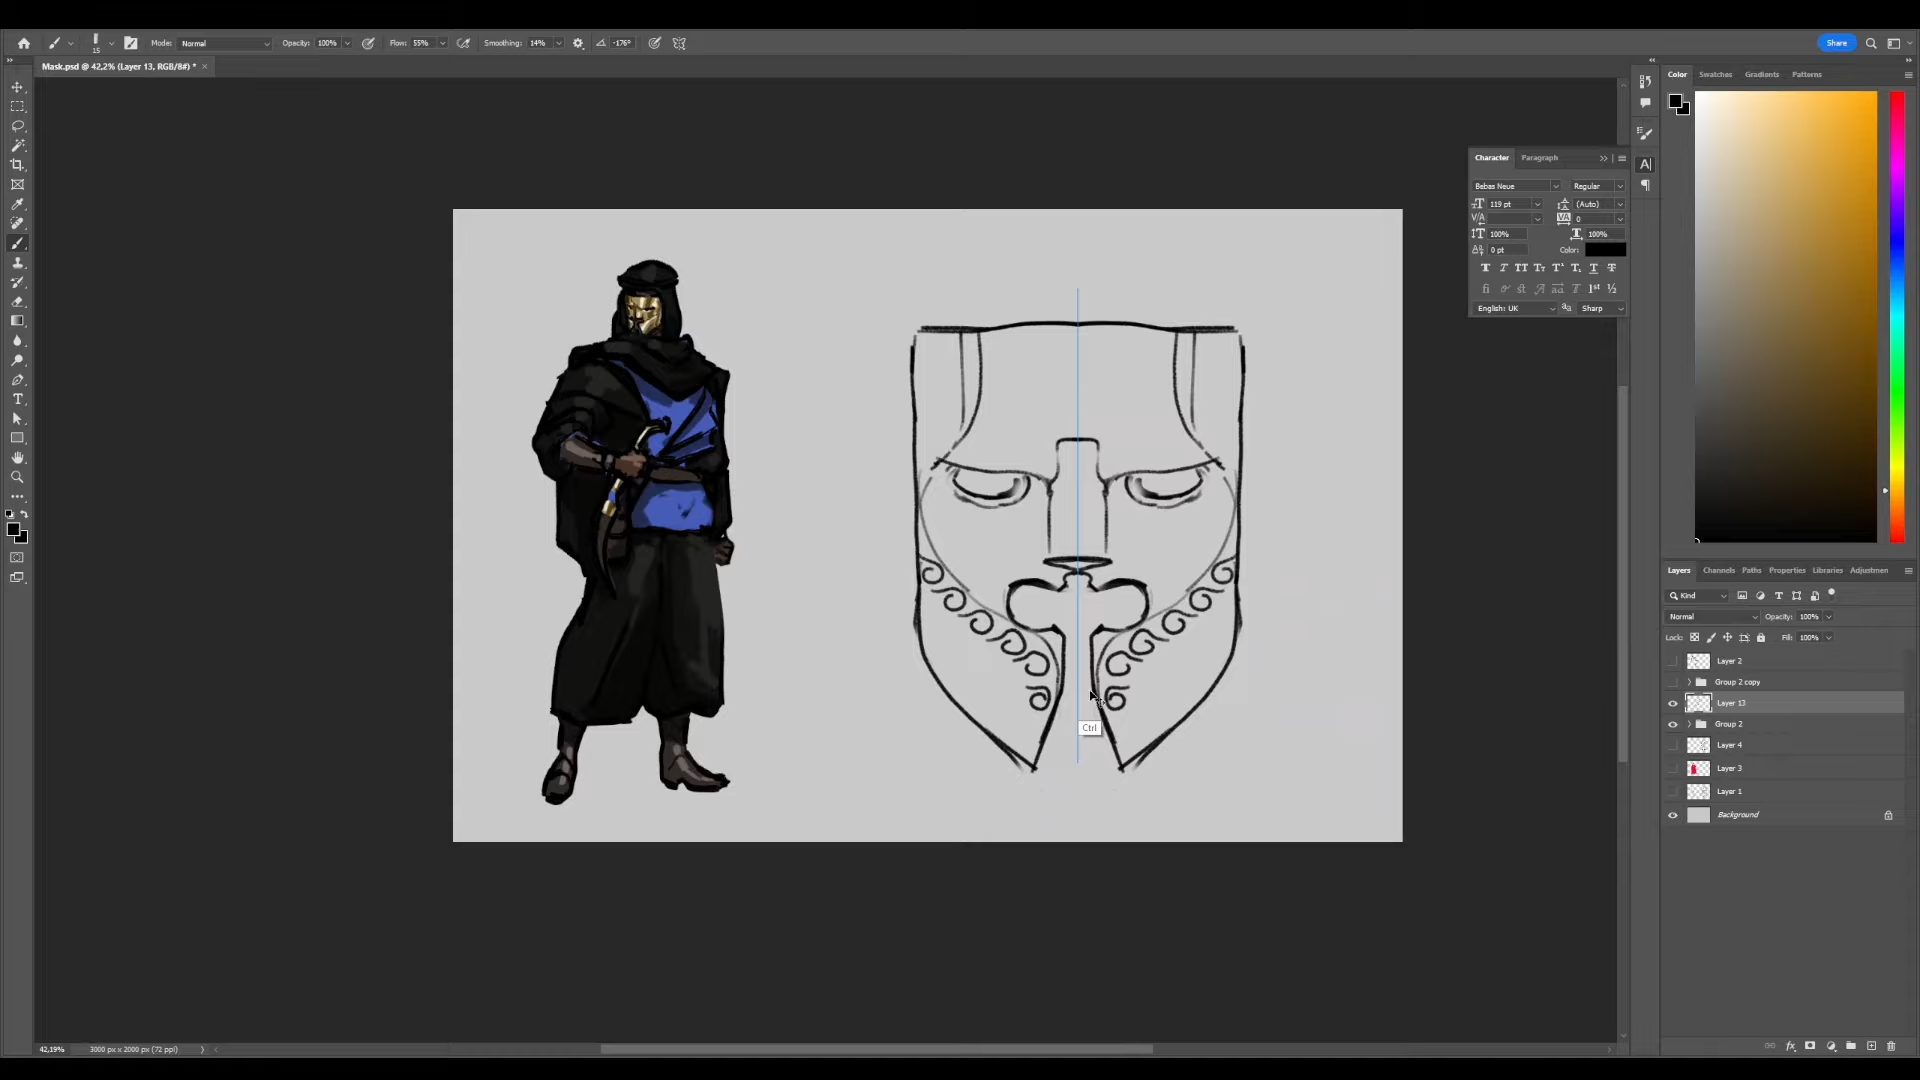 15
Mode: Normal
Opacity: 100%
Flow: 55%
Smoothing: 14%
-176°
Share
Mask.psd @ 42,2% (Layer 13, RGB/8#) * ×
Color Swatches Gradients Patterns
Character Paragraph
Bebas Neue Regular
119 pt (Auto)
0
100% 100%
0 pt Color:
English: UK Sharp
Ctrl
Layers Channels Paths Properties Libraries Adjustmen
Kind
Normal Opacity: 100%
Lock: Fill: 100%
Layer 2
Group 2 copy
Layer 13
Group 2
Layer 4
Layer 3
Layer 1
Background
42,19% 3000 px x 2000 px (72 ppi)